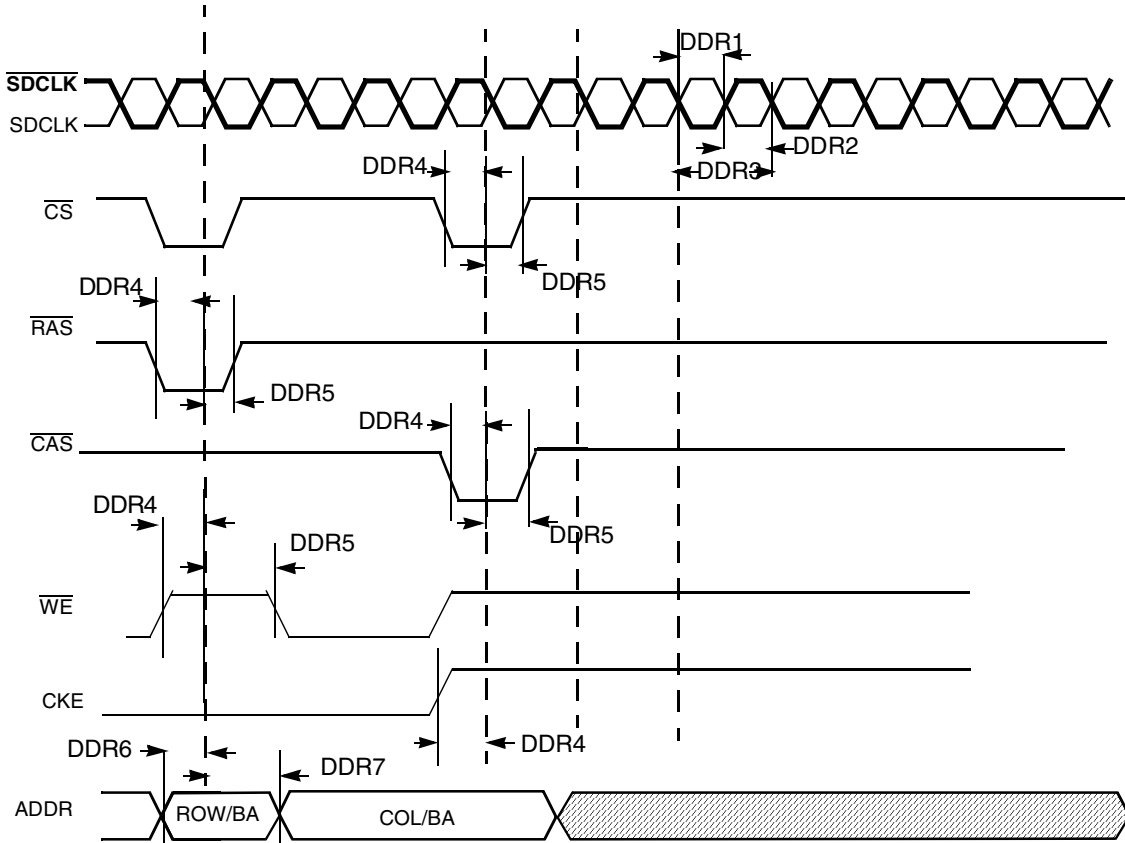 DDR1
SDCLK
SDCLK
DDR2
DDR4
DDR3
CS
DDR5
DDR4
RAS
DDR5
DDR4
CAS
DDR4
DDR5
DDR5
WE
CKE
DDR6
DDR4
DDR7
ADDR
ROW/BA
COL/BA